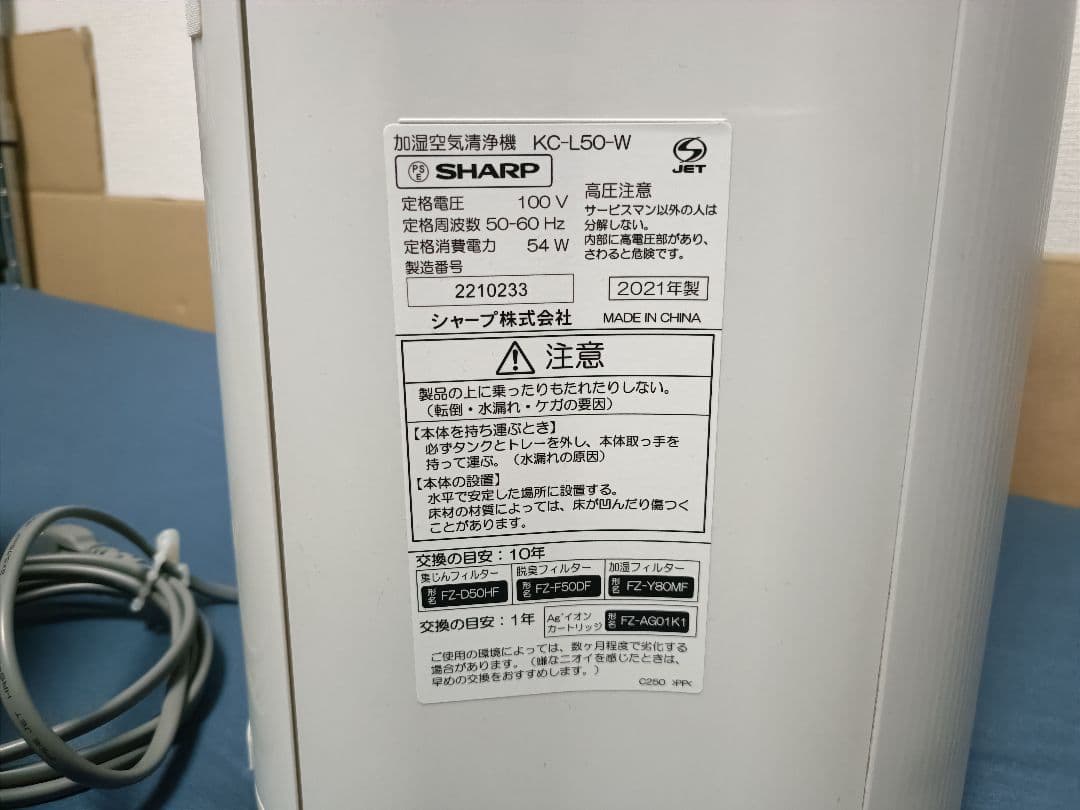 加湿空気清浄機 KC-L50-W
PSE SHARP
JET
定格電圧 100 V
定格周波数 50-60 Hz
定格消費電力 54 W
製造番号
2210233
高圧注意
サービスマン以外の人は
分解しない。
内部に高電圧部があり、
さわると危険です。
2021年製
シャープ株式会社 MADE IN CHINA
注意
製品の上に乗ったりもたれたりしない。
（転倒・水漏れ・ケガの要因）
【本体を持ち運ぶとき】
必ずタンクとトレーを外し、本体取っ手を
持って運ぶ。（水漏れの原因）
【本体の設置】
水平で安定した場所に設置する。
床材の材質によっては、床が凹んだり傷つく
ことがあります。
交換の目安：10年
集じんフィルター
形名 FZ-D50HF
脱臭フィルター
形名 FZ-F50DF
加湿フィルター
形名 FZ-Y80MF
交換の目安：1年
Ag⁺イオン
カートリッジ
形名 FZ-AG01K1
ご使用の環境によっては、数ヶ月程度で劣化する
場合があります。（嫌なニオイを感じたときは、
早めの交換をおすすめします。）
C250 >PP<